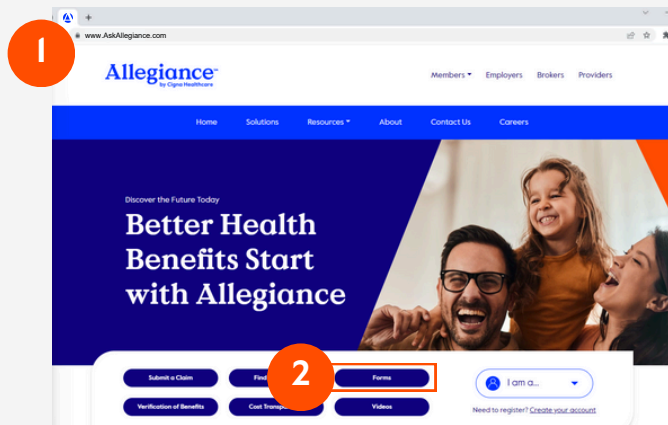 1
www.AskAllegiance.com
Allegiance
by Cigna Healthcare
Members Employers Brokers Providers
Home Solutions Resources About Contact Us Careers
Discover the Future Today
Better Health
Benefits Start
with Allegiance
2
Submit a Claim Find Forms
I am a...
Verification of Benefits Cost Videos
Need to register? Create your account